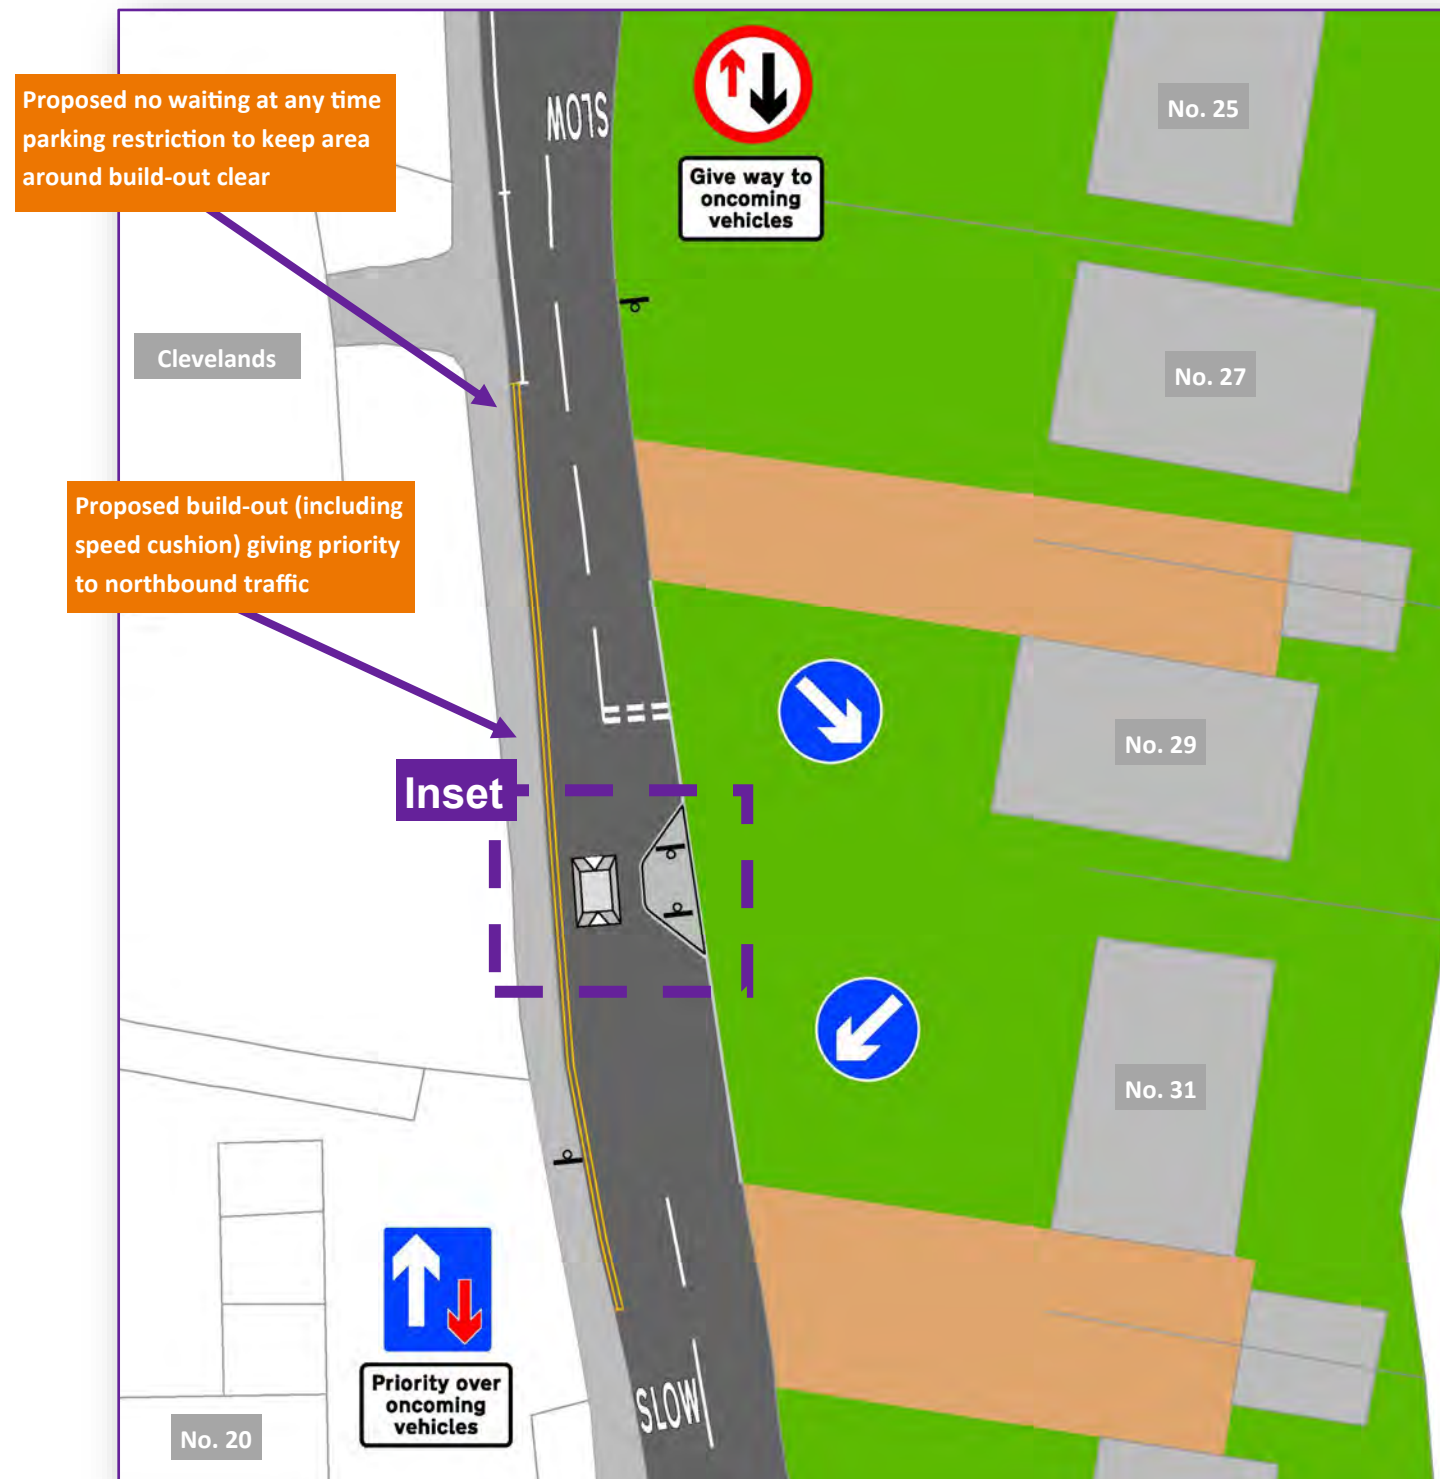 Proposed no waiting at any time
parking restriction to keep area
around build-out clear
SLOW
Give way to
oncoming
vehicles
No. 25
Clevelands
No. 27
Proposed build-out (including
speed cushion) giving priority
to northbound traffic
No. 29
Inset
No. 31
Priority over
oncoming
vehicles
SLOW
No. 20